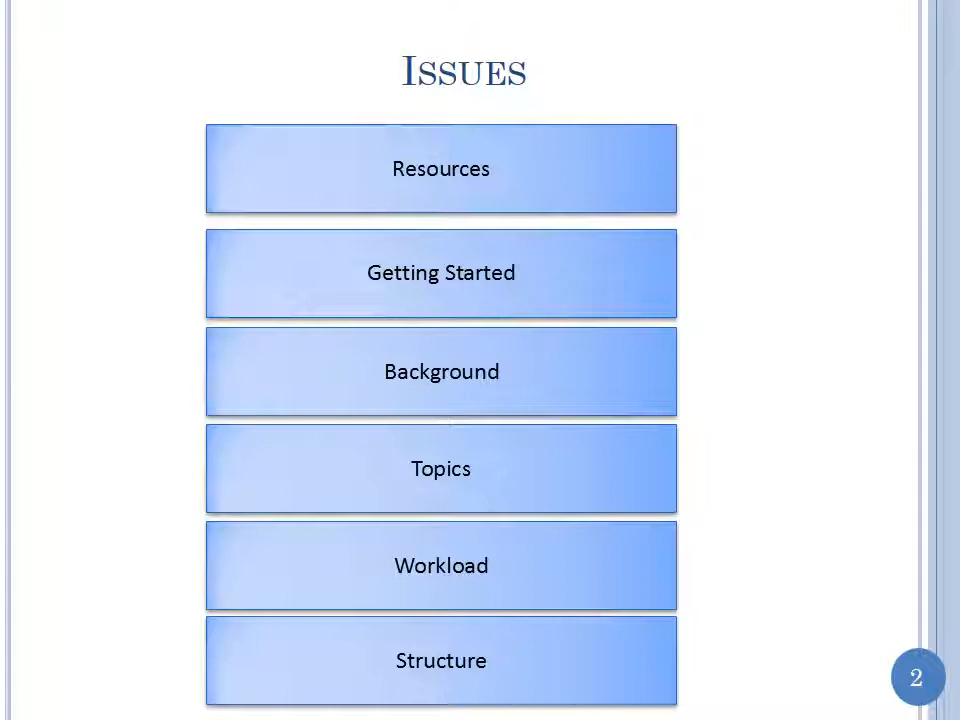 Issues
Resources
Getting Started
Background
Topics
Workload
Structure
2